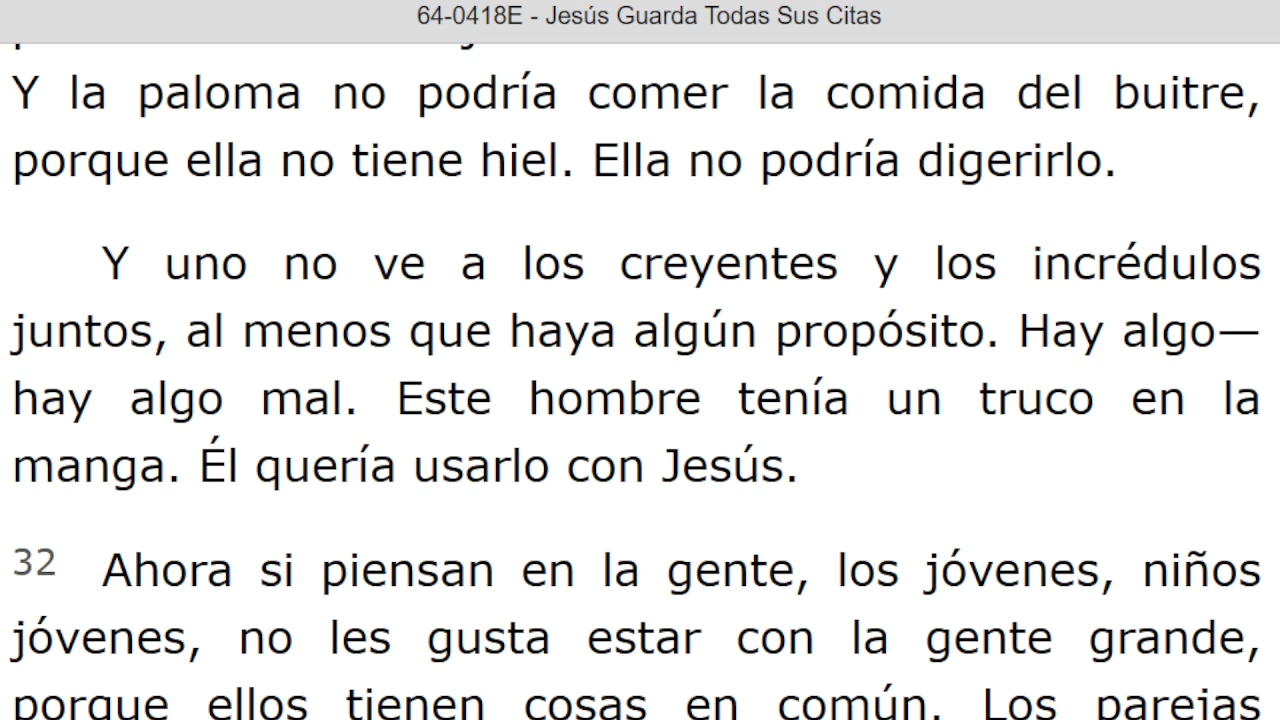 64-0418E - Jesús Guarda Todas Sus Citas
Y la paloma no podría comer la comida del buitre,
porque ella no tiene hiel. Ella no podría digerirlo.
Y uno no ve a los creyentes y los incrédulos
juntos, al menos que haya algún propósito. Hay algo—
hay algo mal. Este hombre tenía un truco en la
manga. Él quería usarlo con Jesús.
32 Ahora si piensan en la gente, los jóvenes, niños
jóvenes, no les gusta estar con la gente grande,
porque ellos tienen cosas en común. Los parejas